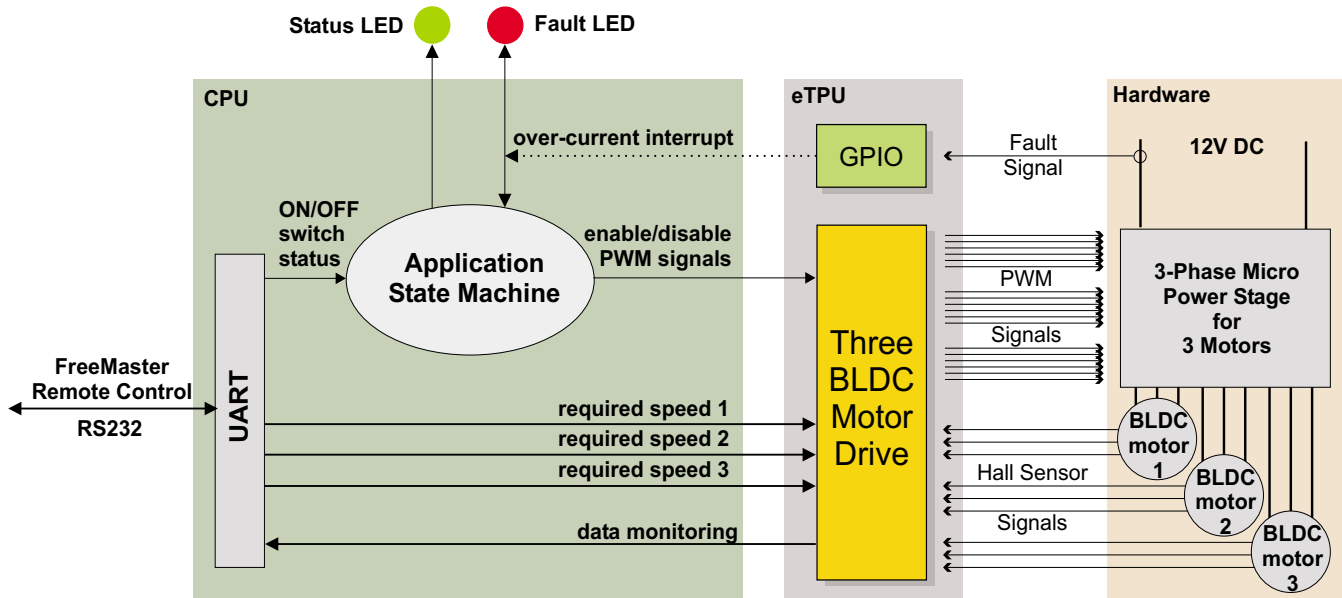 Status LED
Fault LED
CPU
eTPU
Hardware
over-current interrupt
GPIO
Fault
Signal
12V DC
ON/OFF
switch
status
Application
State Machine
enable/disable
PWM signals
PWM
Signals
3-Phase Micro
Power Stage
for
3 Motors
FreeMaster
Remote Control
RS232
UART
required speed 1
required speed 2
required speed 3
data monitoring
Three
BLDC
Motor
Drive
Hall Sensor
Signals
BLDC
motor
1
BLDC
motor
2
BLDC
motor
3